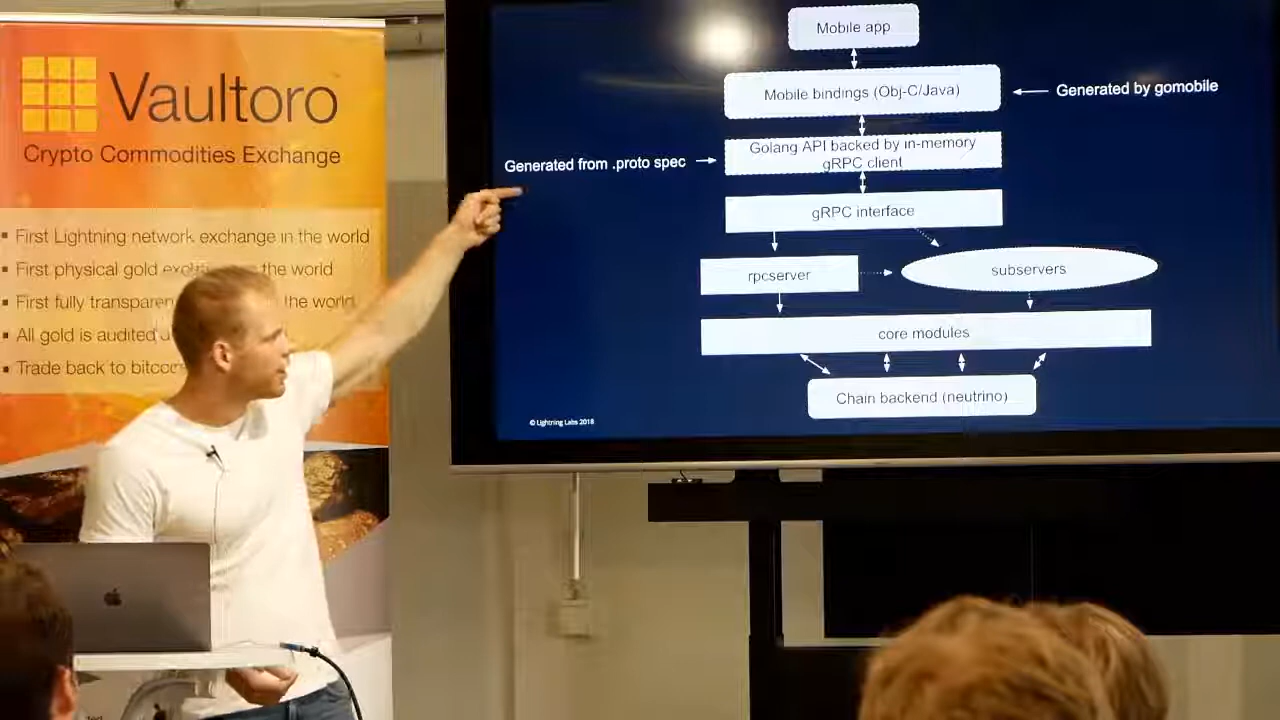 Vaultoro
Crypto Commodities Exchange
▪ First Lightning network exchange in the world
▪ First physical gold the world
▪ First fully transparen the world
▪ All gold is audited
▪ Trade back to bitco
Mobile app
Mobile bindings (Obj-C/Java)
Generated by gomobile
Generated from .proto spec
Golang API backed by in-memory
gRPC client
gRPC interface
rpcserver
subservers
core modules
Chain backend (neutrino)
© Lightning Labs 2018